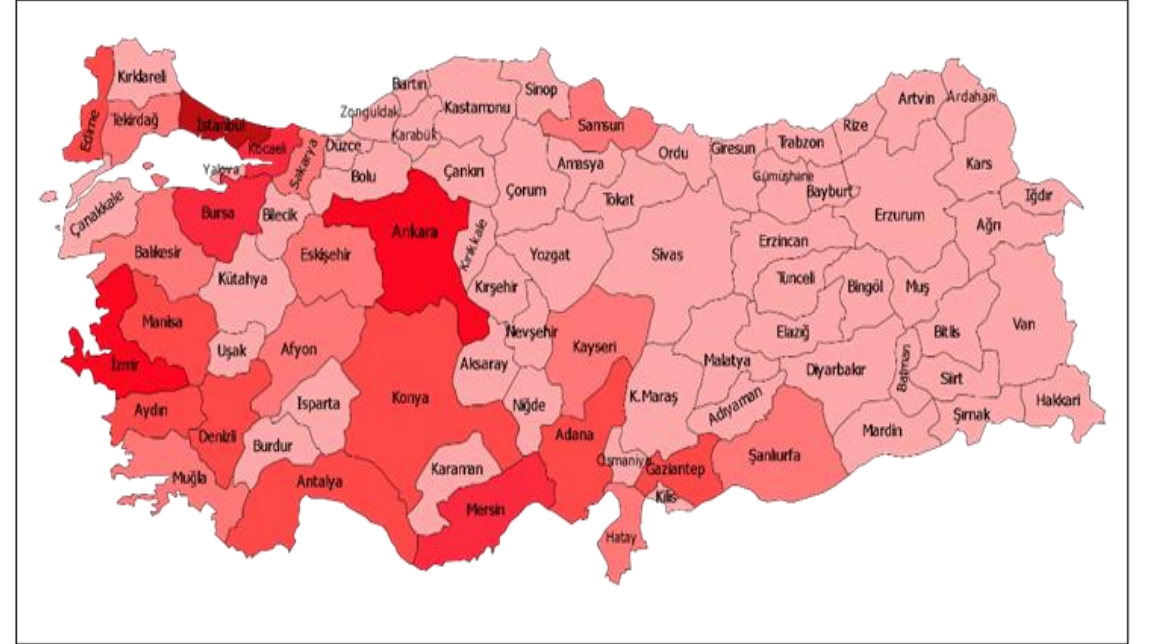 Kırklareli
Edirne
Tekirdağ
İstanbul
Kocaeli
Yalova
Sakarya
Düzce
Zonguldak
Bartın
Karabük
Kastamonu
Sinop
Samsun
Bolu
Çankırı
Çorum
Amasya
Tokat
Ordu
Giresun
Trabzon
Gümüşhane
Bayburt
Rize
Artvin
Ardahan
Kars
Iğdır
Ağrı
Erzurum
Erzincan
Çanakkale
Bursa
Bilecik
Balıkesir
Kütahya
Eskişehir
Ankara
Kırıkkale
Kırşehir
Yozgat
Sivas
Tunceli
Bingöl
Muş
Bitlis
Van
Manisa
İzmir
Uşak
Afyon
Konya
Aksaray
Nevşehir
Kayseri
Malatya
Elazığ
Diyarbakır
Batman
Siirt
Şırnak
Hakkari
Aydın
Denizli
Isparta
Burdur
Muğla
Antalya
Karaman
Mersin
Niğde
Adana
K.Maraş
Adıyaman
Osmaniye
Gaziantep
Kilis
Hatay
Şanlıurfa
Mardin